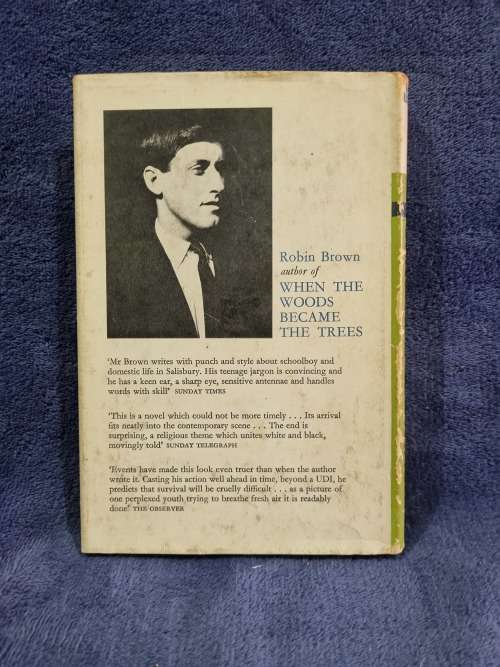 Robin Brown
author of
WHEN THE
WOODS
BECAME
THE TREES
'Mr Brown writes with punch and style about schoolboy and
domestic life in Salisbury. His teenage jargon is convincing and
he has a keen ear, a sharp eye, sensitive antennae and handles
words with skill' SUNDAY TIMES
'This is a novel which could not be more timely . . . Its arrival
fits neatly into the contemporary scene . . . The end is
surprising, a religious theme which unites white and black,
movingly told' SUNDAY TELEGRAPH
'Events have made this look even truer than when the author
wrote it. Casting his action well ahead in time, beyond a UDI, he
predicts that survival will be cruelly difficult . . . as a picture of
one perplexed youth trying to breathe fresh air it is readably
done.' THE OBSERVER